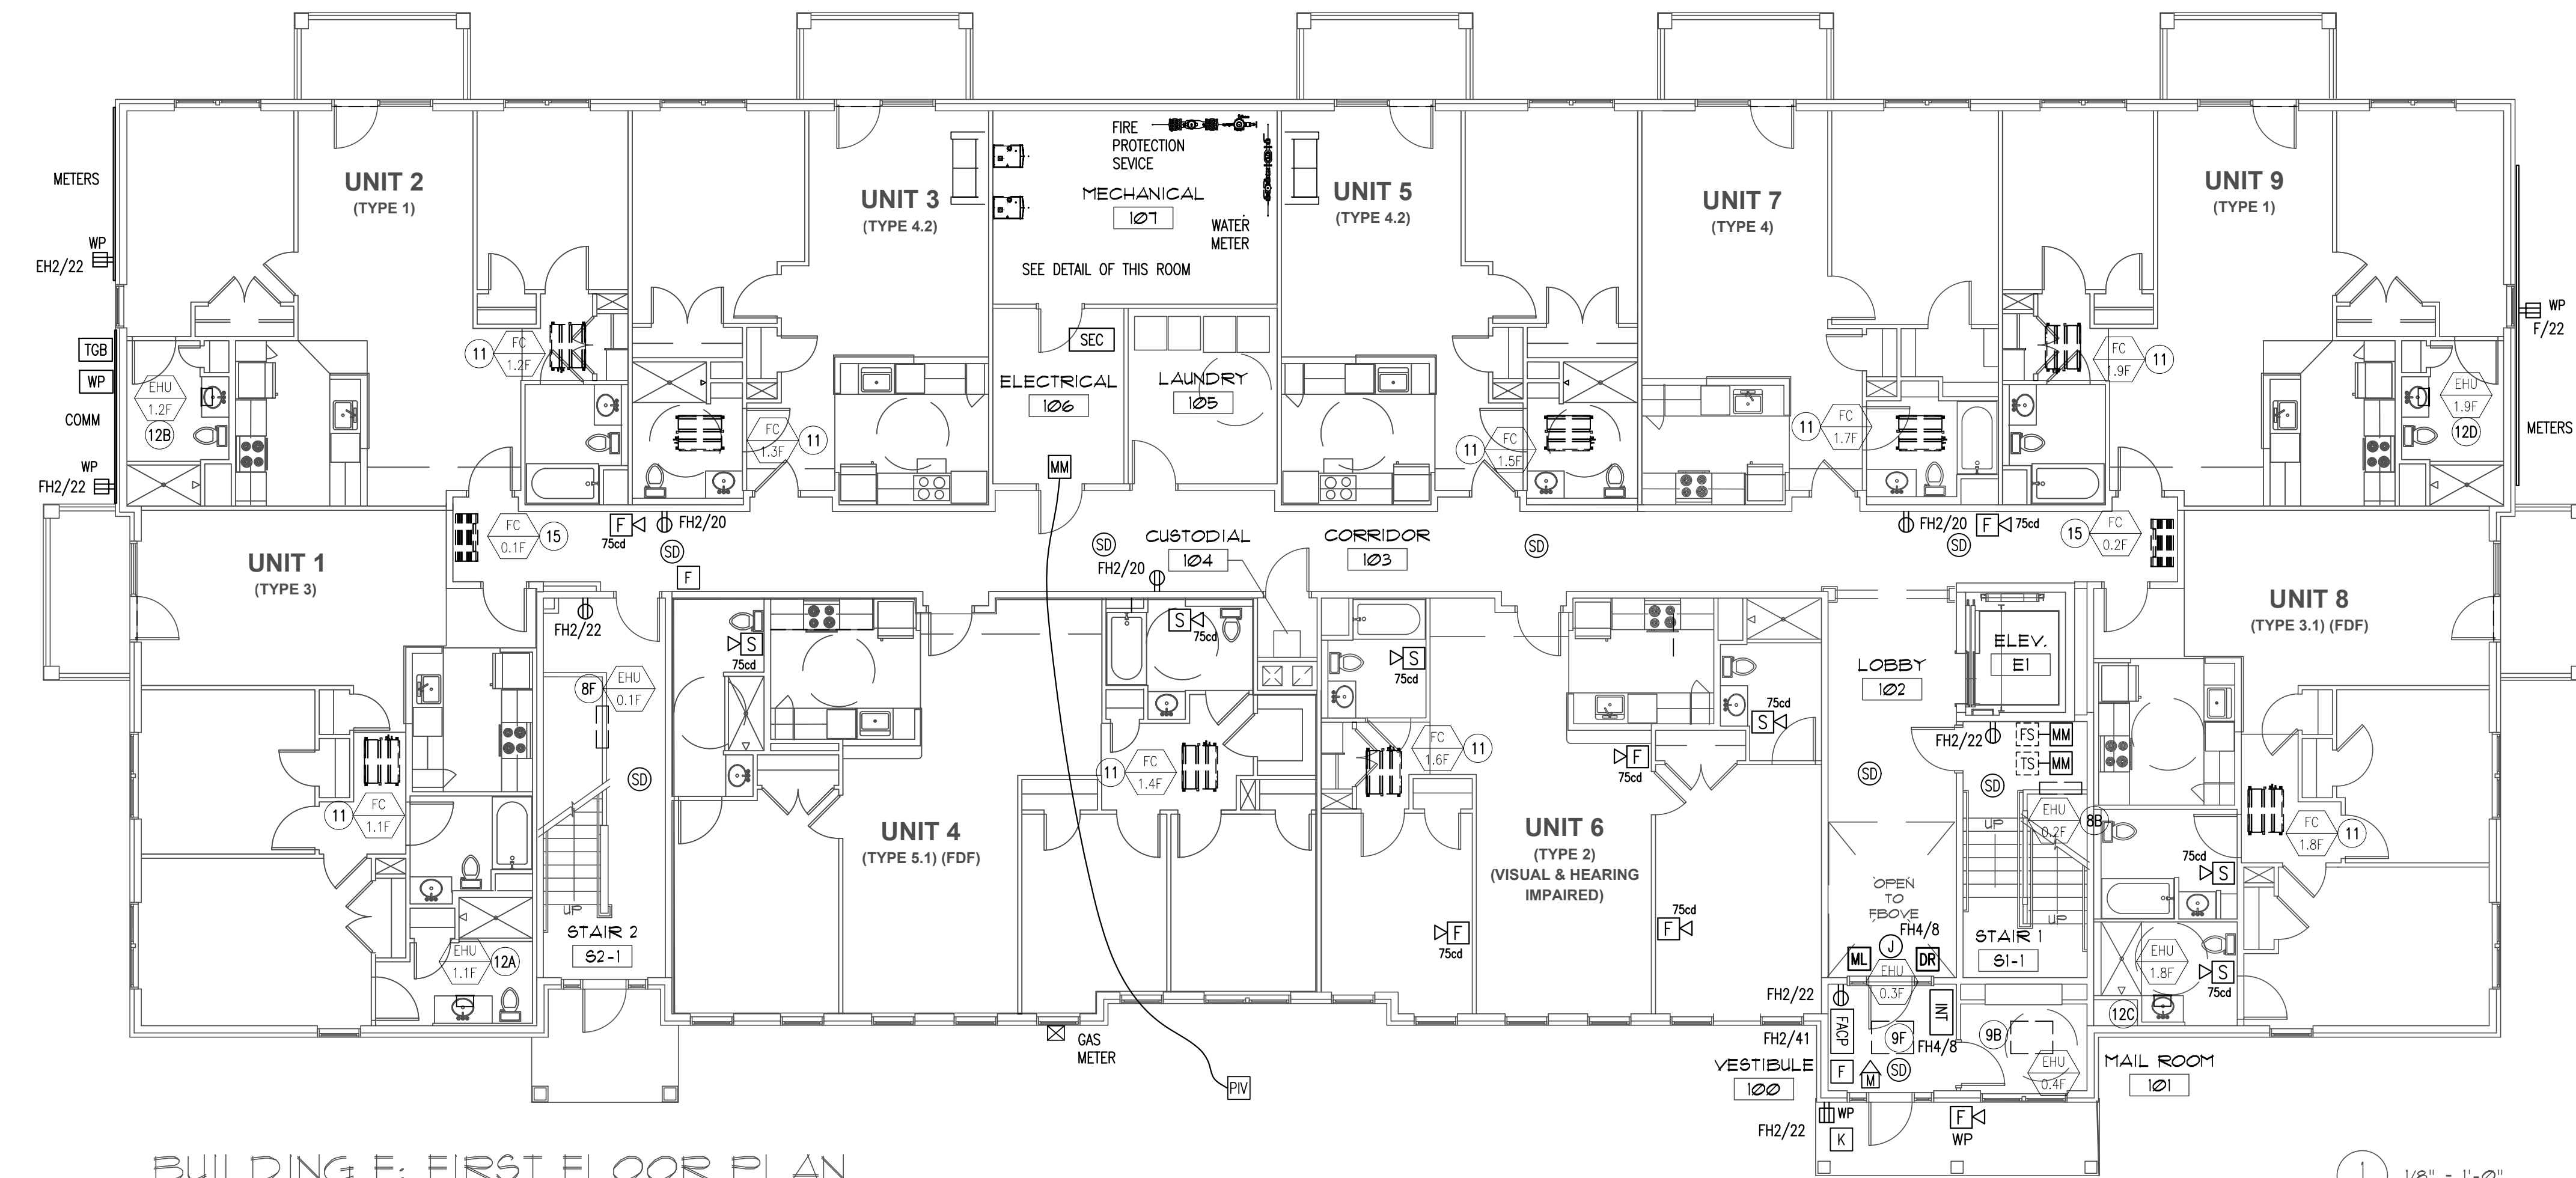 UNIT 2
(TYPE 1)
UNIT 3
(TYPE 4.2)
FIRE
PROTECTION
SEVICE
MECHANICAL
107
WATER
METER
SEE DETAIL OF THIS ROOM
UNIT 5
(TYPE 4.2)
UNIT 7
(TYPE 4)
UNIT 9
(TYPE 1)
METERS
WP
EH2/22
TGB
WP
COMM
WP
FH2/22
EHU
1.2F
12B
11
FC
1.2F
FC
1.3F
11
ELECTRICAL
106
SEC
LAUNDRY
105
MM
11
FC
1.5F
11
FC
1.7F
FC
1.9F
11
EHU
1.9F
12D
WP
F/22
METERS
UNIT 1
(TYPE 3)
FC
0.1F
15
F
75cd
FH2/20
SD
F
SD
FH2/20
CUSTODIAL
104
CORRIDOR
103
SD
FH2/20
F
75cd
SD
15
FC
0.2F
UNIT 8
(TYPE 3.1) (FDF)
FH2/22
8F
EHU
0.1F
SD
S
75cd
S
75cd
S
75cd
S
75cd
F
75cd
LOBBY
102
ELEV.
E1
FH2/22
FS
MM
TS
MM
SD
SD
EHU
0.2F
8B
UP
UP
11
FC
1.1F
UNIT 4
(TYPE 5.1) (FDF)
11
FC
1.4F
FC
1.6F
11
UNIT 6
(TYPE 2)
(VISUAL & HEARING
IMPAIRED)
F
75cd
75cd
F
OPEN
TO
FBOVE
FH4/8
J
ML
DR
EHU
0.3F
STAIR 1
S1-1
FC
1.8F
11
75cd
S
EHU
1.8F
S
75cd
12C
UP
STAIR 2
S2-1
EHU
1.1F
12A
GAS
METER
PIV
FH2/22
FACP
FH2/41
INT
9F
FH4/8
9B
EHU
0.4F
F
M
SD
VESTIBULE
100
MAIL ROOM
101
WP
FH2/22
K
F
WP
BUILDING F: FIRST FLOOR PLAN
1
1/8" = 1'-0"